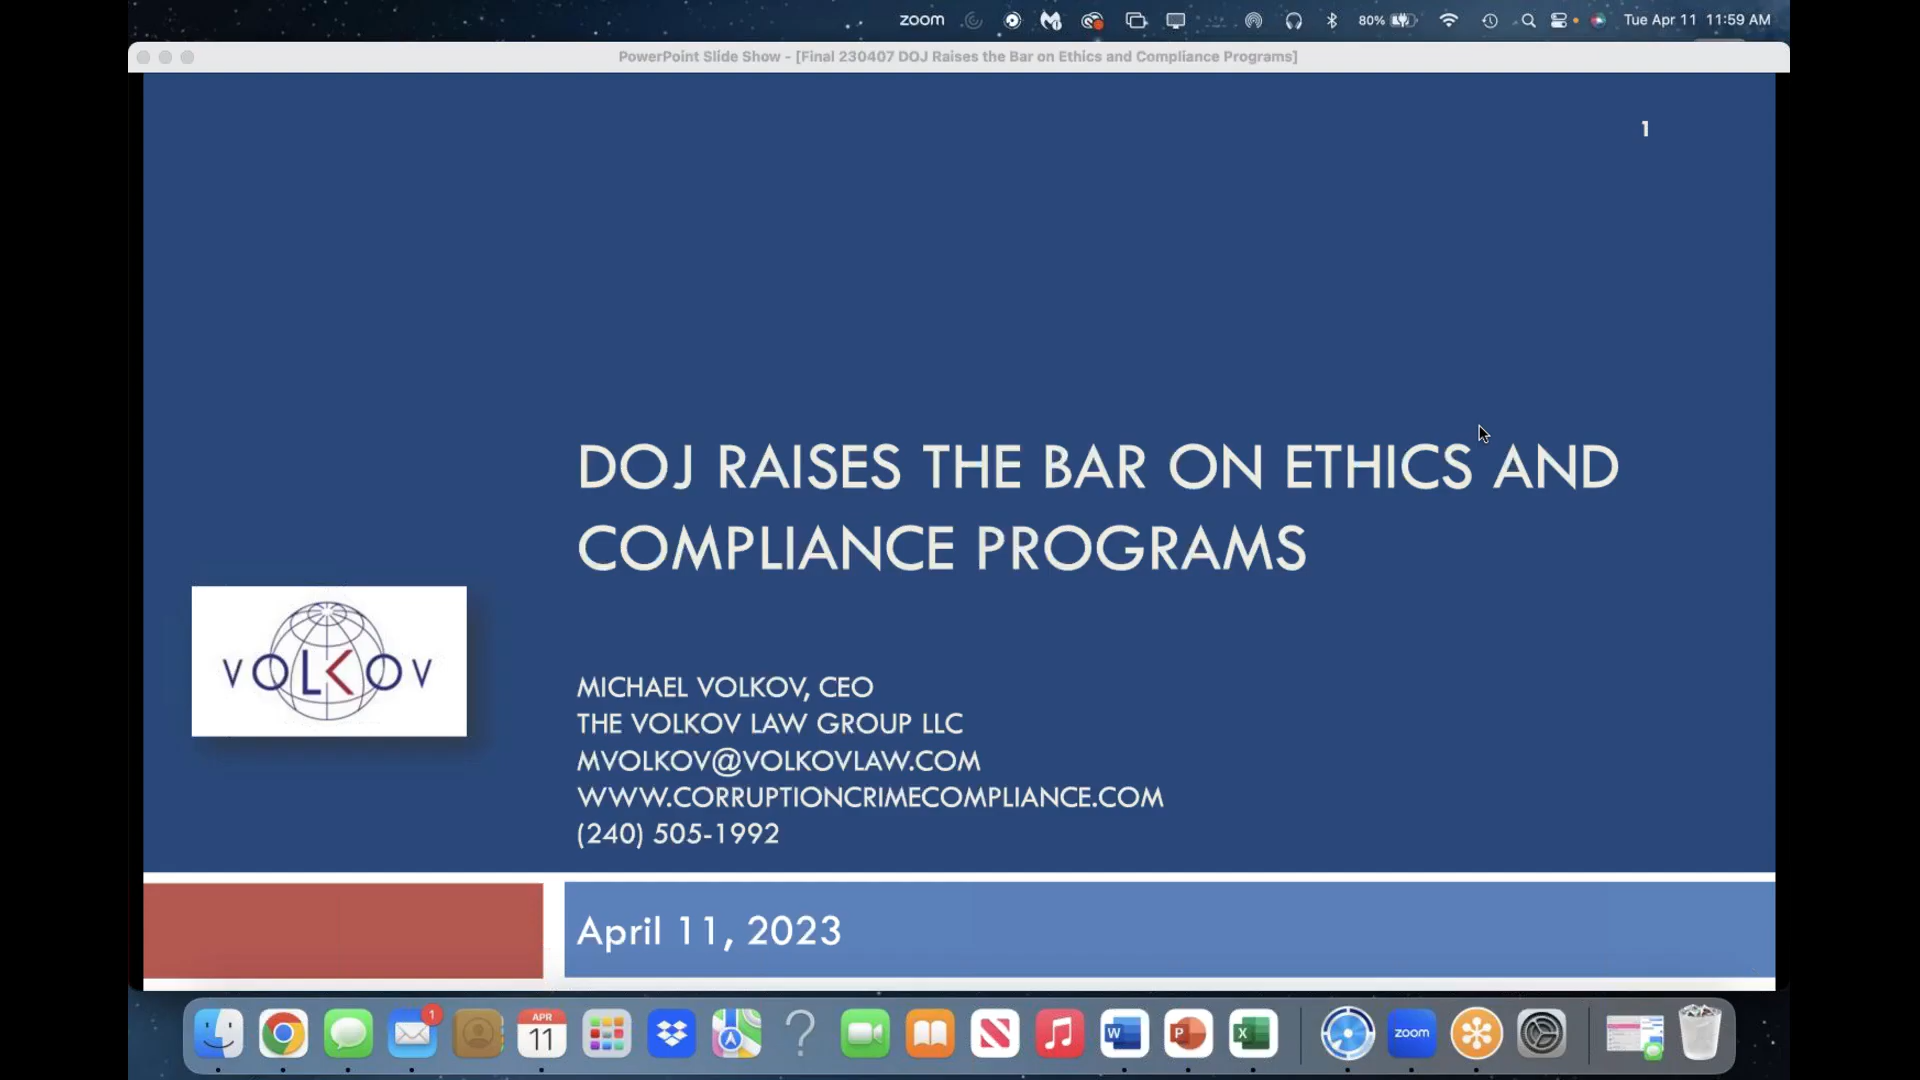 zoom
80%
Tue Apr 11 11:59 AM
PowerPoint Slide Show - [Final 230407 DOJ Raises the Bar on Ethics and Compliance Programs]
1
DOJ RAISES THE BAR ON ETHICS AND
COMPLIANCE PROGRAMS
VOLKOV
MICHAEL VOLKOV, CEO
THE VOLKOV LAW GROUP LLC
MVOLKOV@VOLKOVLAW.COM
WWW.CORRUPTIONCRIMECOMPLIANCE.COM
(240) 505-1992
April 11, 2023
1
APR
11
?
W
P
X
zoom